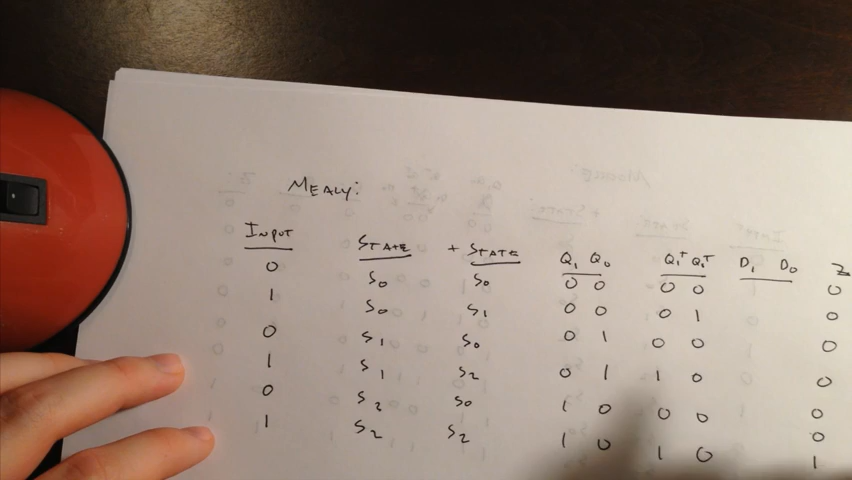 MEALY:
INPUT STATE + STATE Q₁ Q₀ Q₁⁺ Q₁⁺ D₁ D₀ Z
0 S₀ S₀ 0 0 0 0 0
1 S₀ S₁ 0 0 0 1 0
0 S₁ S₀ 0 1 0 0 0
1 S₁ S₂ 0 1 1 0 0
0 S₂ S₀ 1 0 0 0 0
1 S₂ S₂ 1 0 1 0 0
1